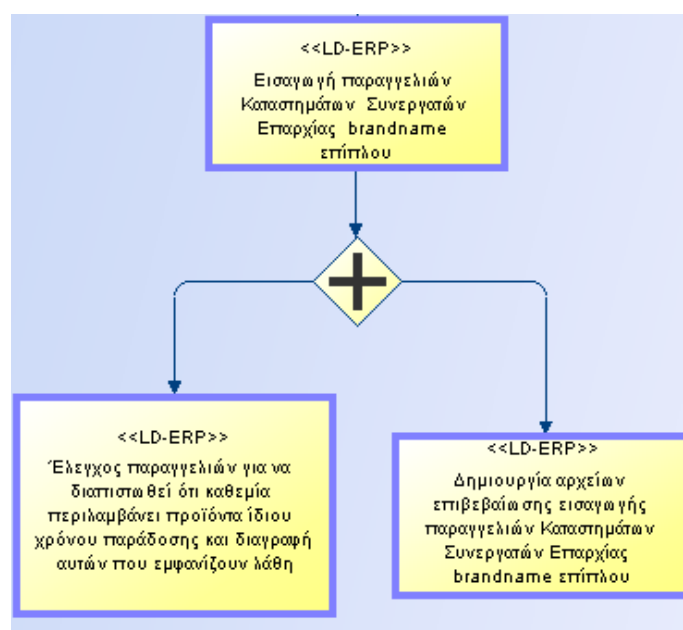 <<LD-ERP>>
Εισαγωγή παραγγελιών
Καταστημάτων Συνεργατών
Επαρχίας brandname
επίπλου
<<LD-ERP>>
Έλεγχος παραγγελιών για να
διαπιστωθεί ότι καθεμία
περιλαμβάνει προϊόντα ίδιου
χρόνου παράδοσης και διαγραφή
αυτών που εμφανίζουν λάθη
<<LD-ERP>>
Δημιουργία αρχείων
επιβεβαίωσης εισαγωγής
παραγγελιών Καταστημάτων
Συνεργατών Επαρχίας
brandname επίπλου